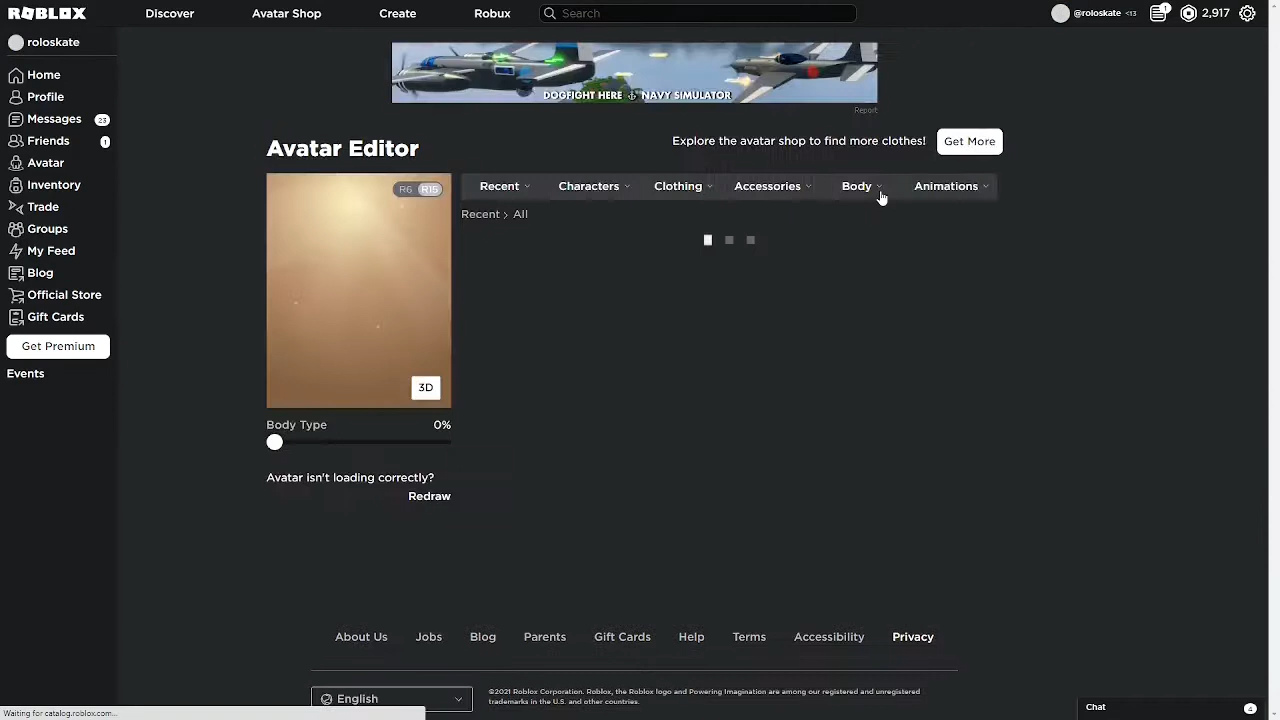 ROBLOX
Discover
Avatar Shop
Create
Robux
Search
@roloskate <13
1
2,917
roloskate
Home
Profile
Messages 23
Friends 1
Avatar
Inventory
Trade
Groups
My Feed
Blog
Official Store
Gift Cards
Get Premium
Events
DOGFIGHT HERE NAVY SIMULATOR
Report
Avatar Editor
Explore the avatar shop to find more clothes!
Get More
R6 R15
3D
Recent
Characters
Clothing
Accessories
Body
Animations
Recent > All
Body Type 0%
Avatar isn't loading correctly?
Redraw
About Us
Jobs
Blog
Parents
Gift Cards
Help
Terms
Accessibility
Privacy
English
©2021 Roblox Corporation. Roblox, the Roblox logo and Powering Imagination are among our registered and unregistered
trademarks in the U.S. and other countries.
Waiting for catalog.roblox.com...
Chat 4